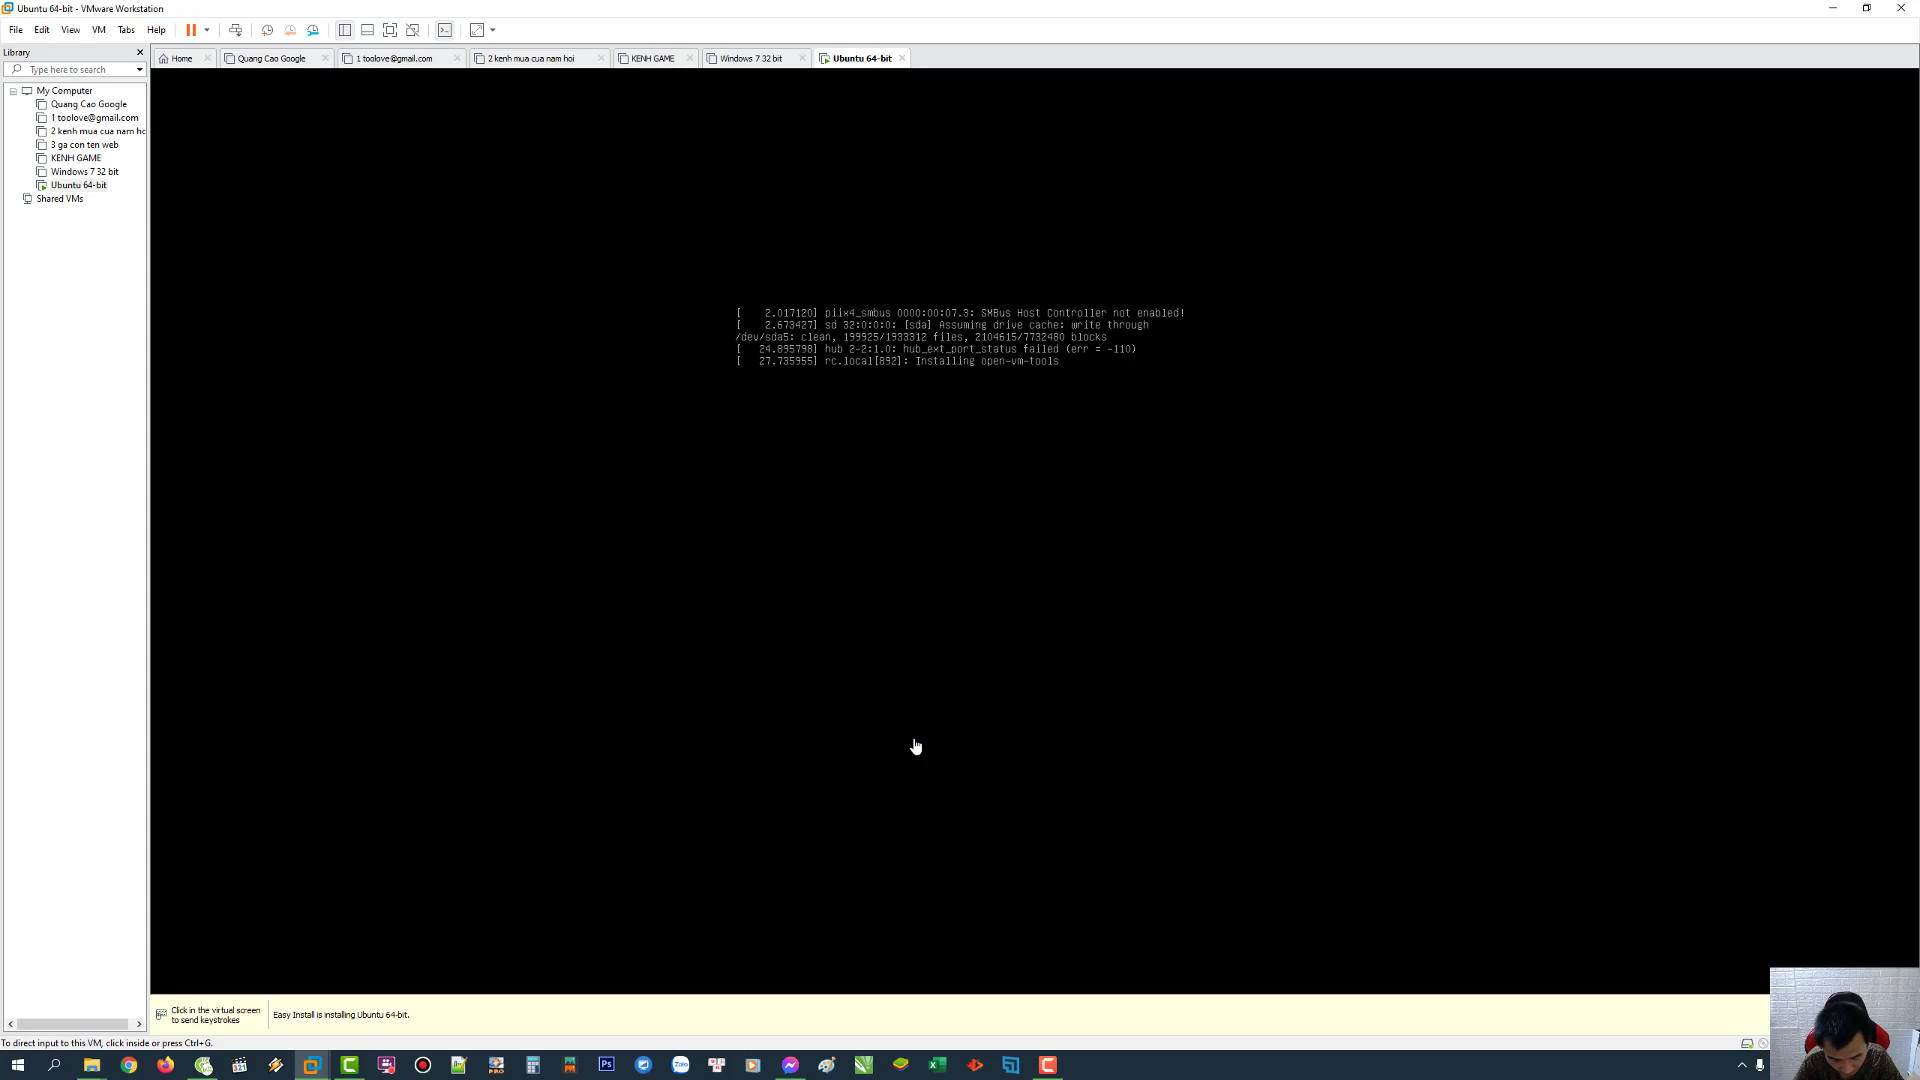 Ubuntu 64-bit - VMware Workstation
File Edit View VM Tabs Help
Library
Type here to search
Home
Quang Cao Google
1 toolove@gmail.com
2 kenh mua cua nam hoi
KENH GAME
Windows 7 32 bit
Ubuntu 64-bit
My Computer
Quang Cao Google
1 toolove@gmail.com
2 kenh mua cua nam ho
3 ga con ten web
KENH GAME
Windows 7 32 bit
Ubuntu 64-bit
Shared VMs
[    2.017120] piix4_smbus 0000:00:07.3: SMBus Host Controller not enabled!
[    2.673427] sd 32:0:0:0: [sda] Assuming drive cache: write through
/dev/sda5: clean, 199925/1933312 files, 2104615/7732480 blocks
[   24.895798] hub 2-2:1.0: hub_ext_port_status failed (err = -110)
[   27.735955] rc.local[892]: Installing open-vm-tools
Click in the virtual screen
to send keystrokes
Easy Install is installing Ubuntu 64-bit.
To direct input to this VM, click inside or press Ctrl+G.